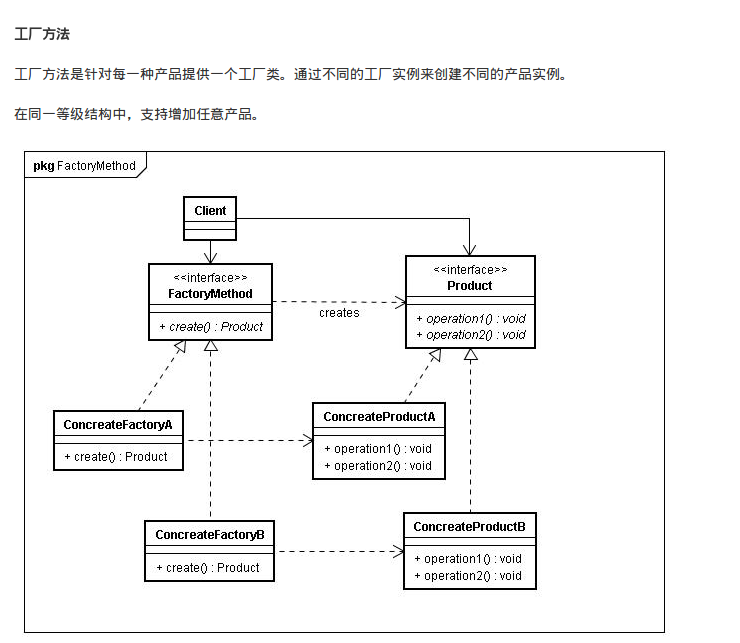 工厂方法
工厂方法是针对每一种产品提供一个工厂类。通过不同的工厂实例来创建不同的产品实例。
在同一等级结构中，支持增加任意产品。
pkg FactoryMethod
Client
<<interface>>
FactoryMethod
+ create() : Product
creates
<<interface>>
Product
+ operation1() : void
+ operation2() : void
ConcreateFactoryA
+ create() : Product
ConcreateProductA
+ operation1() : void
+ operation2() : void
ConcreateFactoryB
+ create() : Product
ConcreateProductB
+ operation1() : void
+ operation2() : void